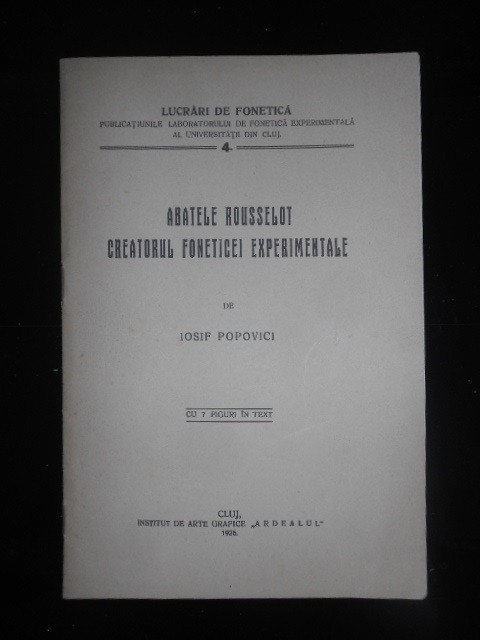 LUCRĂRI DE FONETICĂ
PUBLICAȚIUNILE LABORATORULUI DE FONETICĂ EXPERIMENTALĂ
AL UNIVERSITĂȚII DIN CLUJ.
4.
ABATELE ROUSSELOT
CREATORUL FONETICEI EXPERIMENTALE
DE
IOSIF POPOVICI
CU 7 FIGURI ÎN TEXT
CLUJ,
INSTITUT DE ARTE GRAFICE „ARDEALUL"